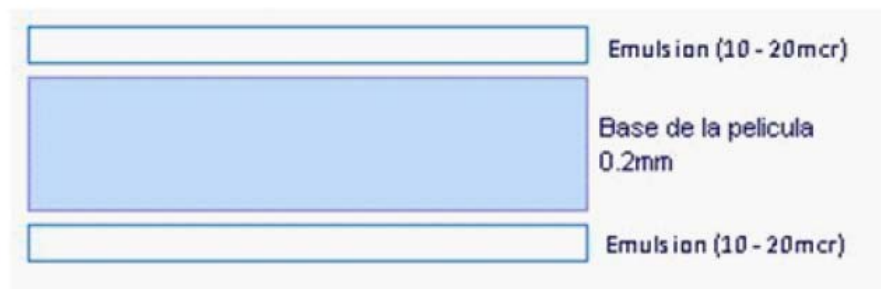 Emulsion (10 - 20mcr)
Base de la pelicula
0.2mm
Emulsion (10 - 20mcr)